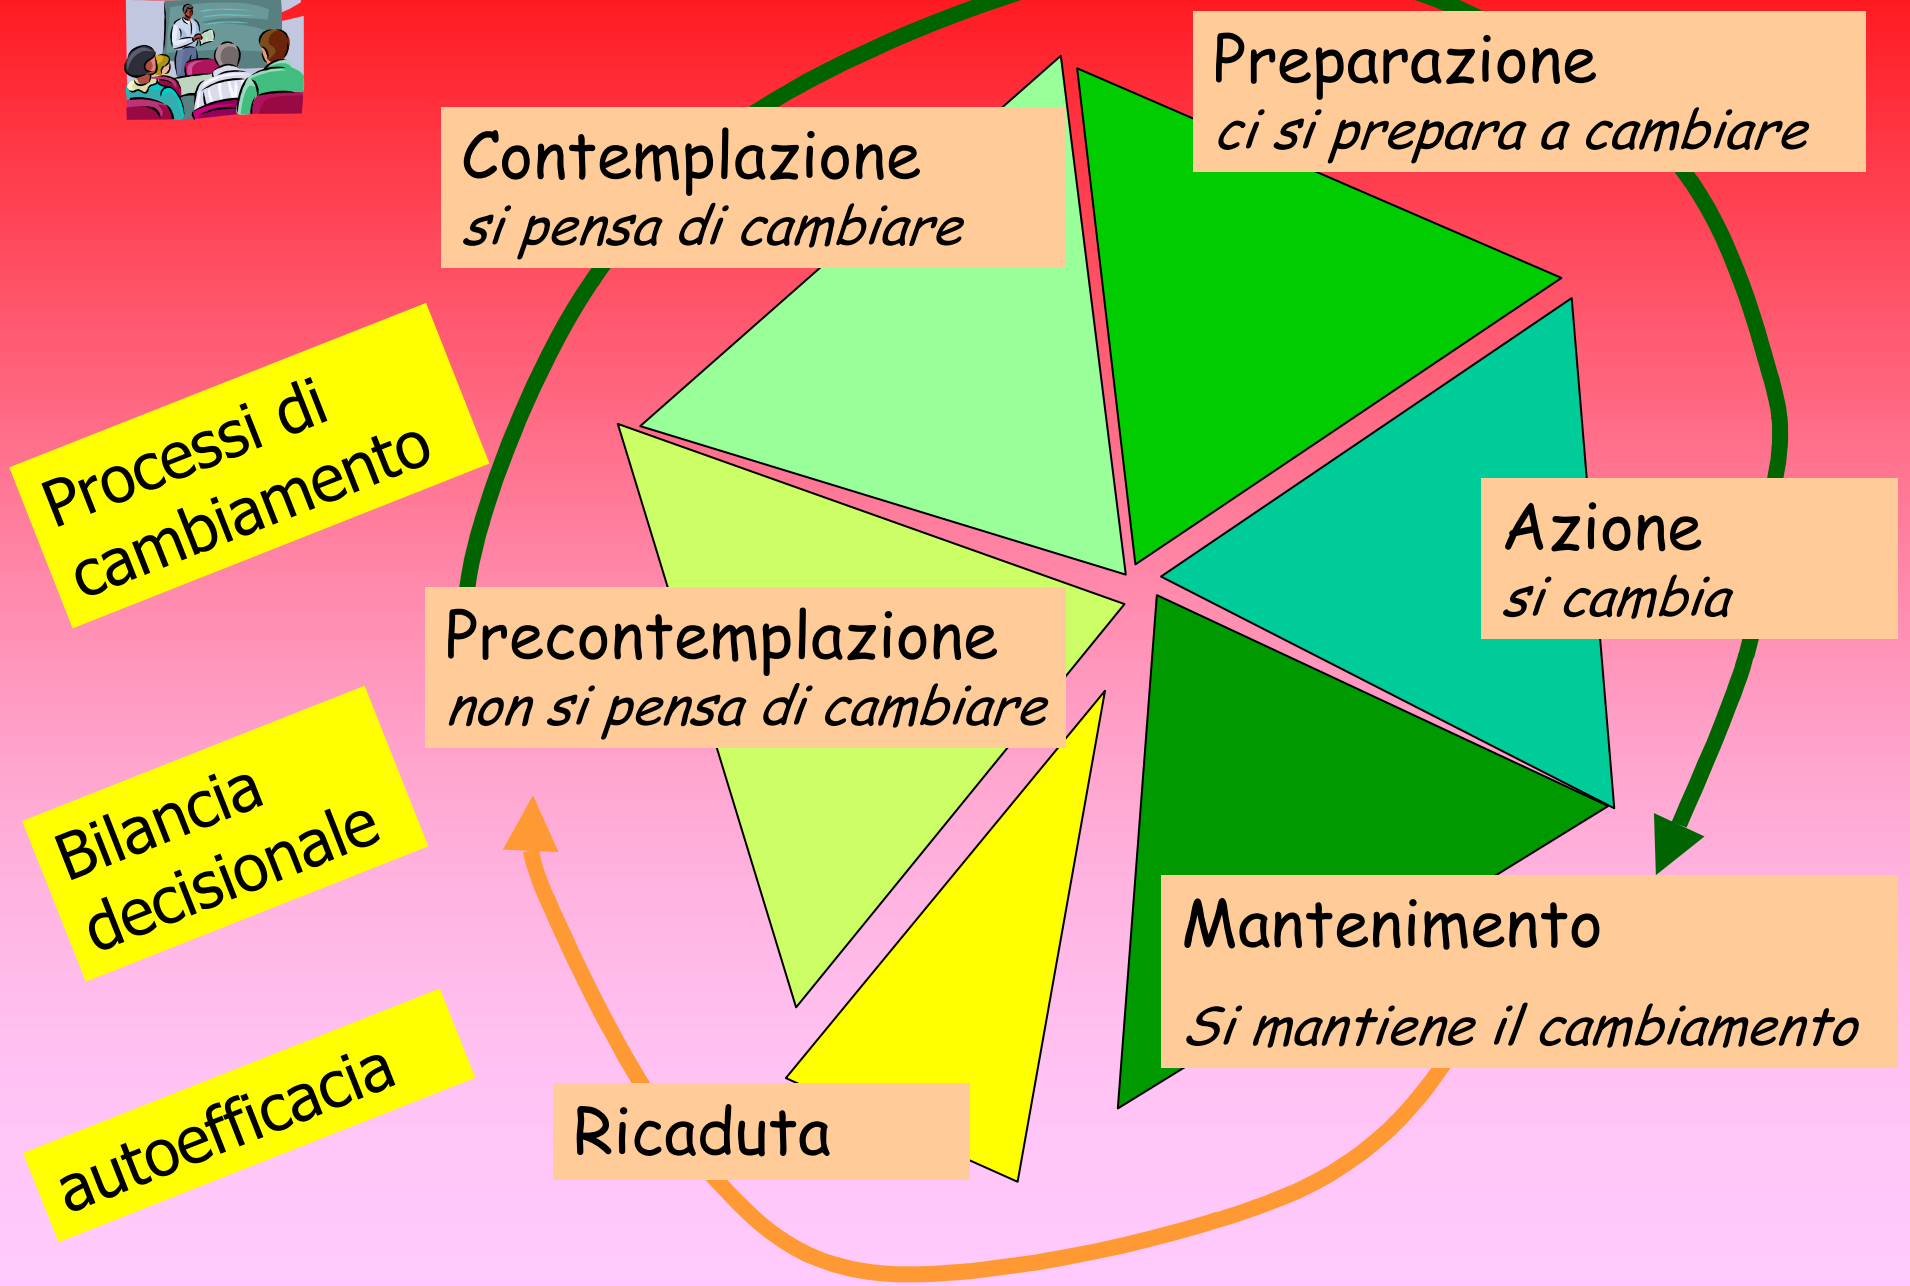 Preparazione
ci si prepara a cambiare
Contemplazione
si pensa di cambiare
Processi di
cambiamento
Azione
si cambia
Precontemplazione
non si pensa di cambiare
Bilancia
decisionale
Mantenimento
Si mantiene il cambiamento
autoefficacia
Ricaduta